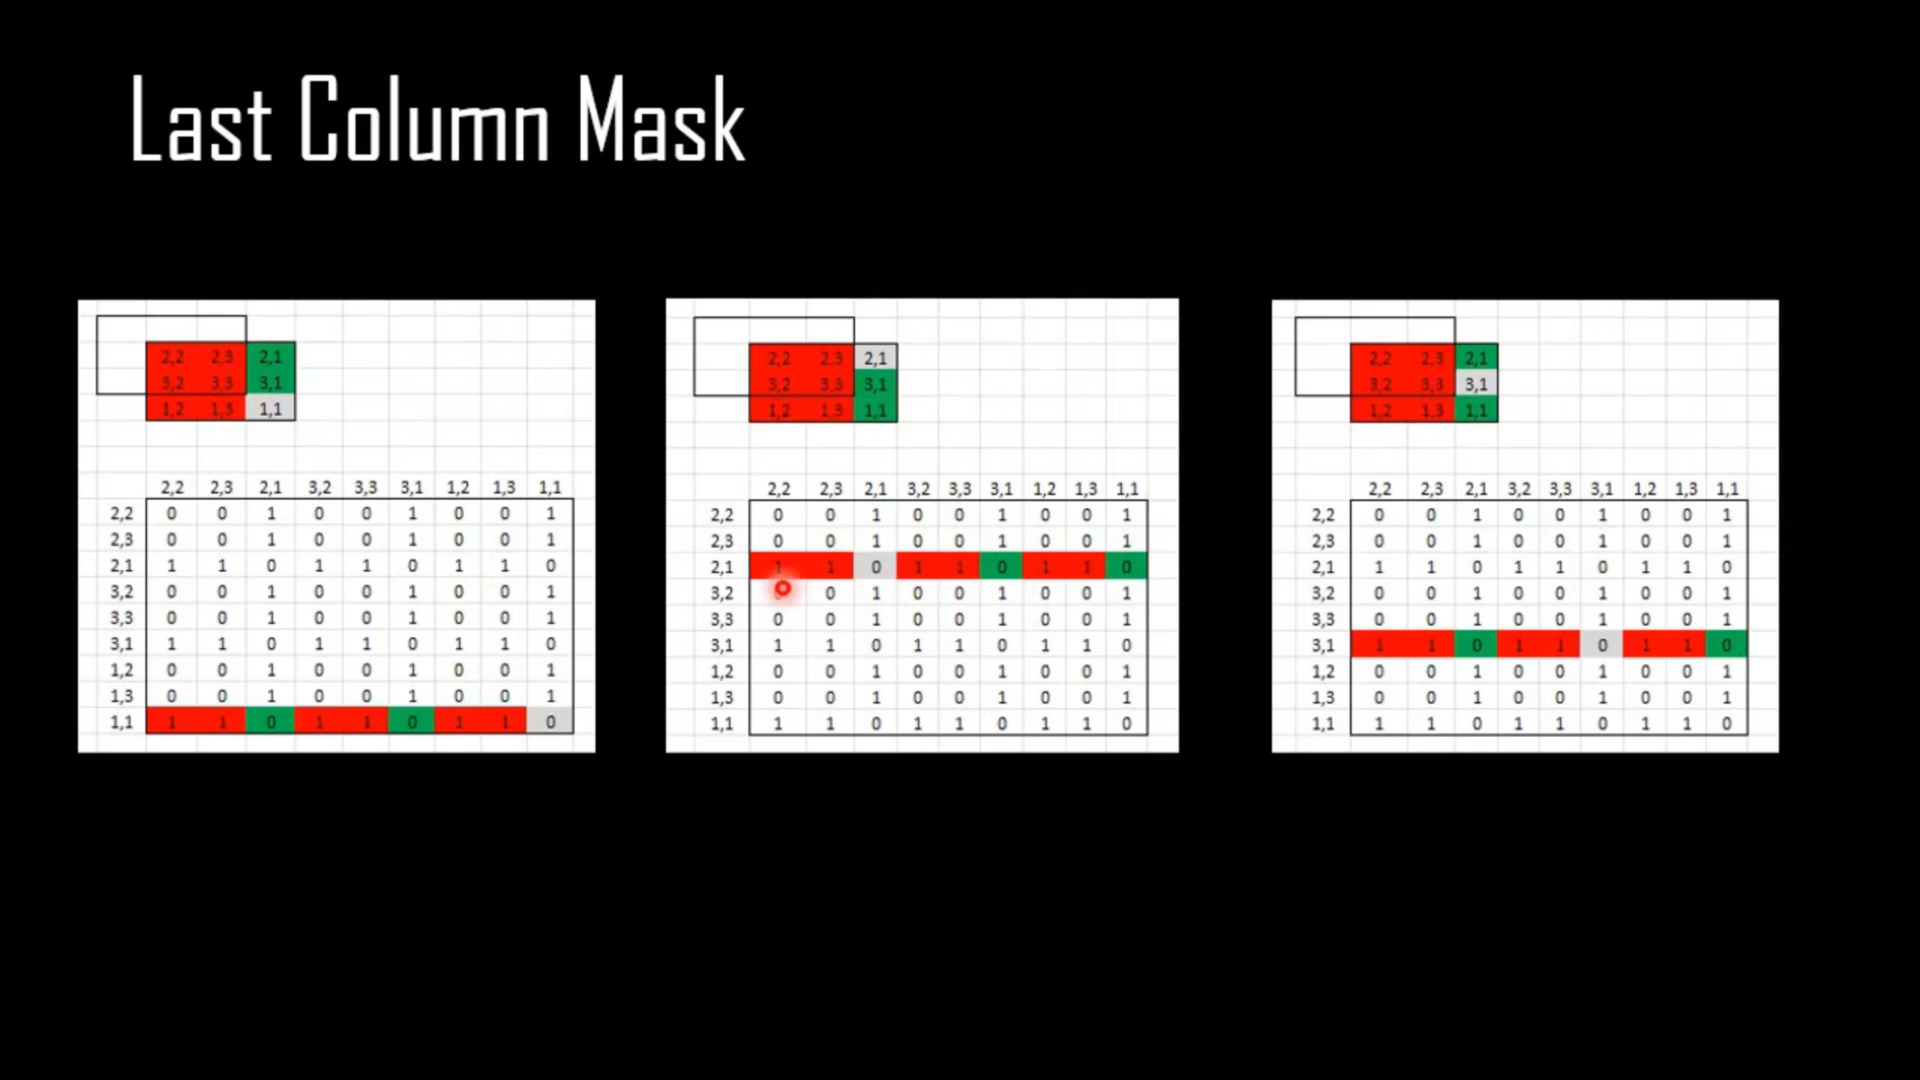 Last Column Mask
2,2 2,3 2,1
3,2 3,3 3,1
1,2 1,3 1,1
2,2 2,3 2,1 3,2 3,3 3,1 1,2 1,3 1,1
2,2 0 0 1 0 0 1 0 0 1
2,3 0 0 1 0 0 1 0 0 1
2,1 1 1 0 1 1 0 1 1 0
3,2 0 0 1 0 0 1 0 0 1
3,3 0 0 1 0 0 1 0 0 1
3,1 1 1 0 1 1 0 1 1 0
1,2 0 0 1 0 0 1 0 0 1
1,3 0 0 1 0 0 1 0 0 1
1,1 1 1 0 1 1 0 1 1 0
2,2 2,3 2,1
3,2 3,3 3,1
1,2 1,3 1,1
2,2 2,3 2,1 3,2 3,3 3,1 1,2 1,3 1,1
2,2 0 0 1 0 0 1 0 0 1
2,3 0 0 1 0 0 1 0 0 1
2,1 1 1 0 1 1 0 1 1 0
3,2 0 1 0 0 1 0 0 1
3,3 0 0 1 0 0 1 0 0 1
3,1 1 1 0 1 1 0 1 1 0
1,2 0 0 1 0 0 1 0 0 1
1,3 0 0 1 0 0 1 0 0 1
1,1 1 1 0 1 1 0 1 1 0
2,2 2,3 2,1
3,2 3,3 3,1
1,2 1,3 1,1
2,2 2,3 2,1 3,2 3,3 3,1 1,2 1,3 1,1
2,2 0 0 1 0 0 1 0 0 1
2,3 0 0 1 0 0 1 0 0 1
2,1 1 1 0 1 1 0 1 1 0
3,2 0 0 1 0 0 1 0 0 1
3,3 0 0 1 0 0 1 0 0 1
3,1 1 1 0 1 1 0 1 1 0
1,2 0 0 1 0 0 1 0 0 1
1,3 0 0 1 0 0 1 0 0 1
1,1 1 1 0 1 1 0 1 1 0